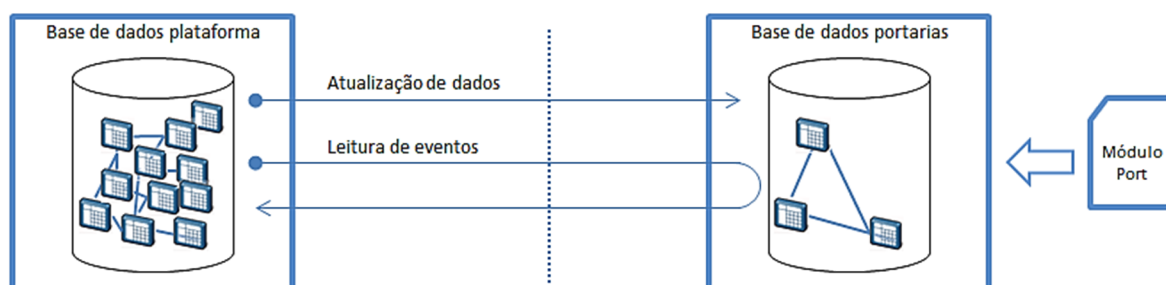 Base de dados plataforma
Base de dados portarias
Atualização de dados
Leitura de eventos
Módulo
Port